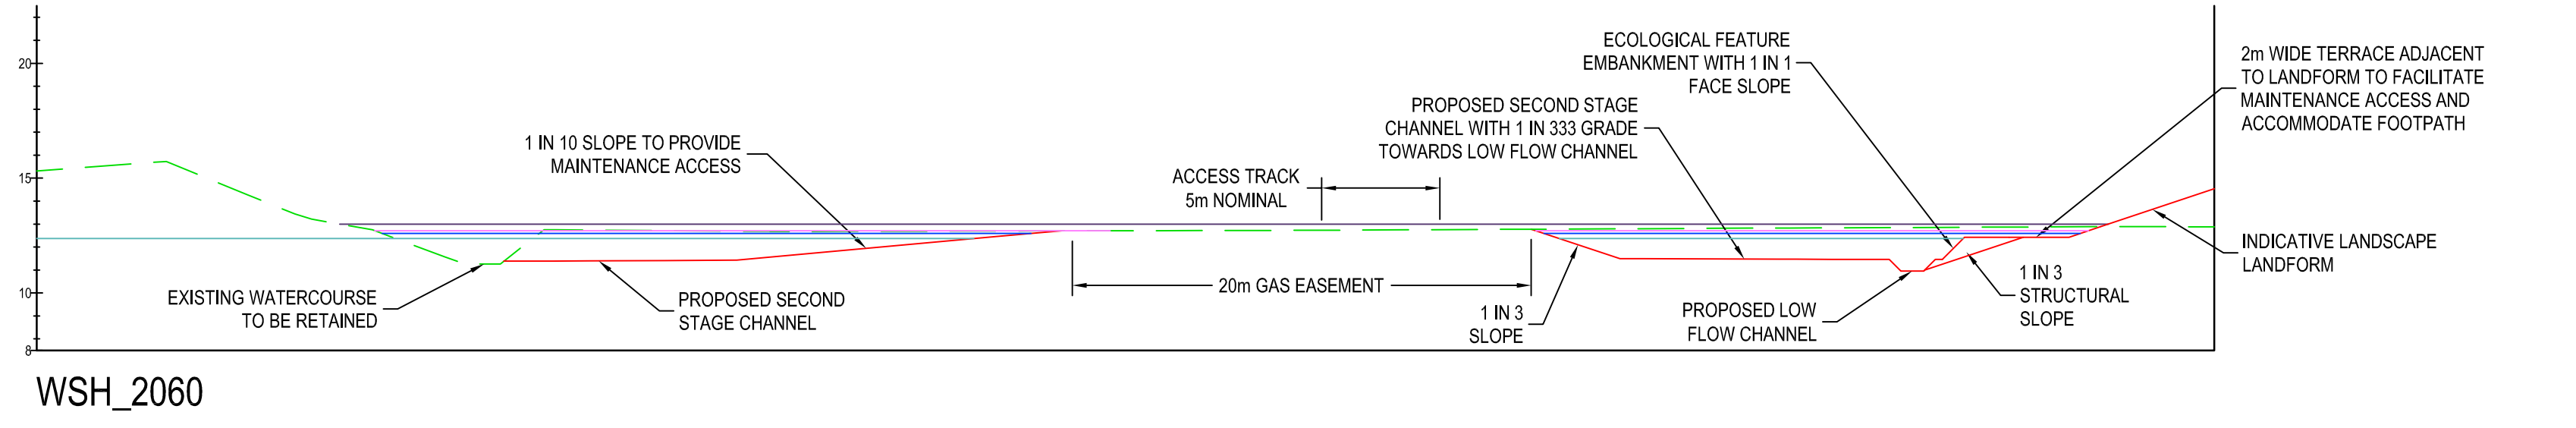 20
15
10
8
1 IN 10 SLOPE TO PROVIDE
MAINTENANCE ACCESS
EXISTING WATERCOURSE
TO BE RETAINED
PROPOSED SECOND
STAGE CHANNEL
ACCESS TRACK
5m NOMINAL
20m GAS EASEMENT
PROPOSED SECOND STAGE
CHANNEL WITH 1 IN 333 GRADE
TOWARDS LOW FLOW CHANNEL
ECOLOGICAL FEATURE
EMBANKMENT WITH 1 IN 1
FACE SLOPE
1 IN 3
SLOPE
PROPOSED LOW
FLOW CHANNEL
1 IN 3
STRUCTURAL
SLOPE
2m WIDE TERRACE ADJACENT
TO LANDFORM TO FACILITATE
MAINTENANCE ACCESS AND
ACCOMMODATE FOOTPATH
INDICATIVE LANDSCAPE
LANDFORM
WSH_2060